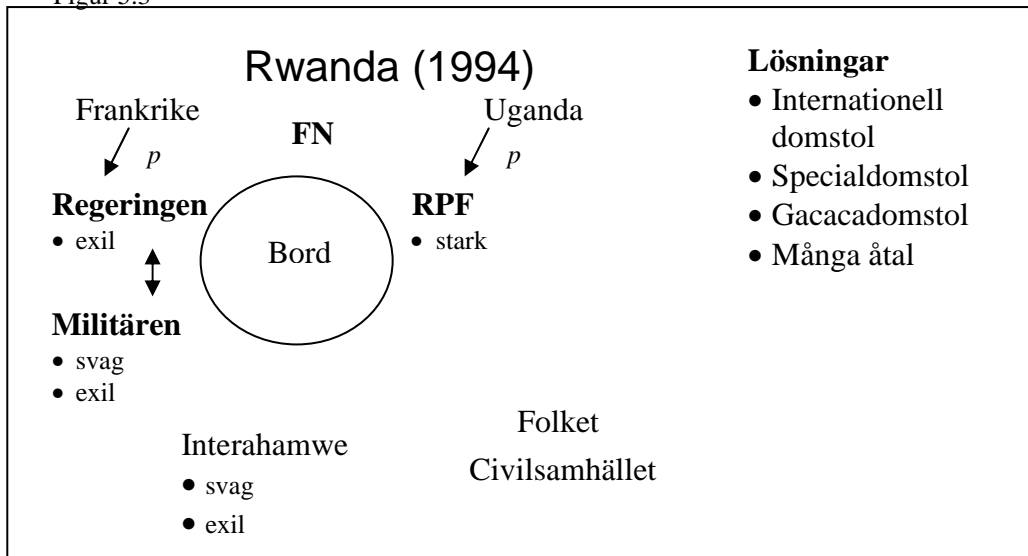 Rwanda (1994)
Frankrike
p
Regeringen
• exil
Militären
• svag
• exil
FN
Bord
Uganda
p
RPF
• stark
Interahamwe
• svag
• exil
Folket
Civilsamhället
Lösningar
• Internationell
domstol
• Specialdomstol
• Gacacadomstol
• Många åtal